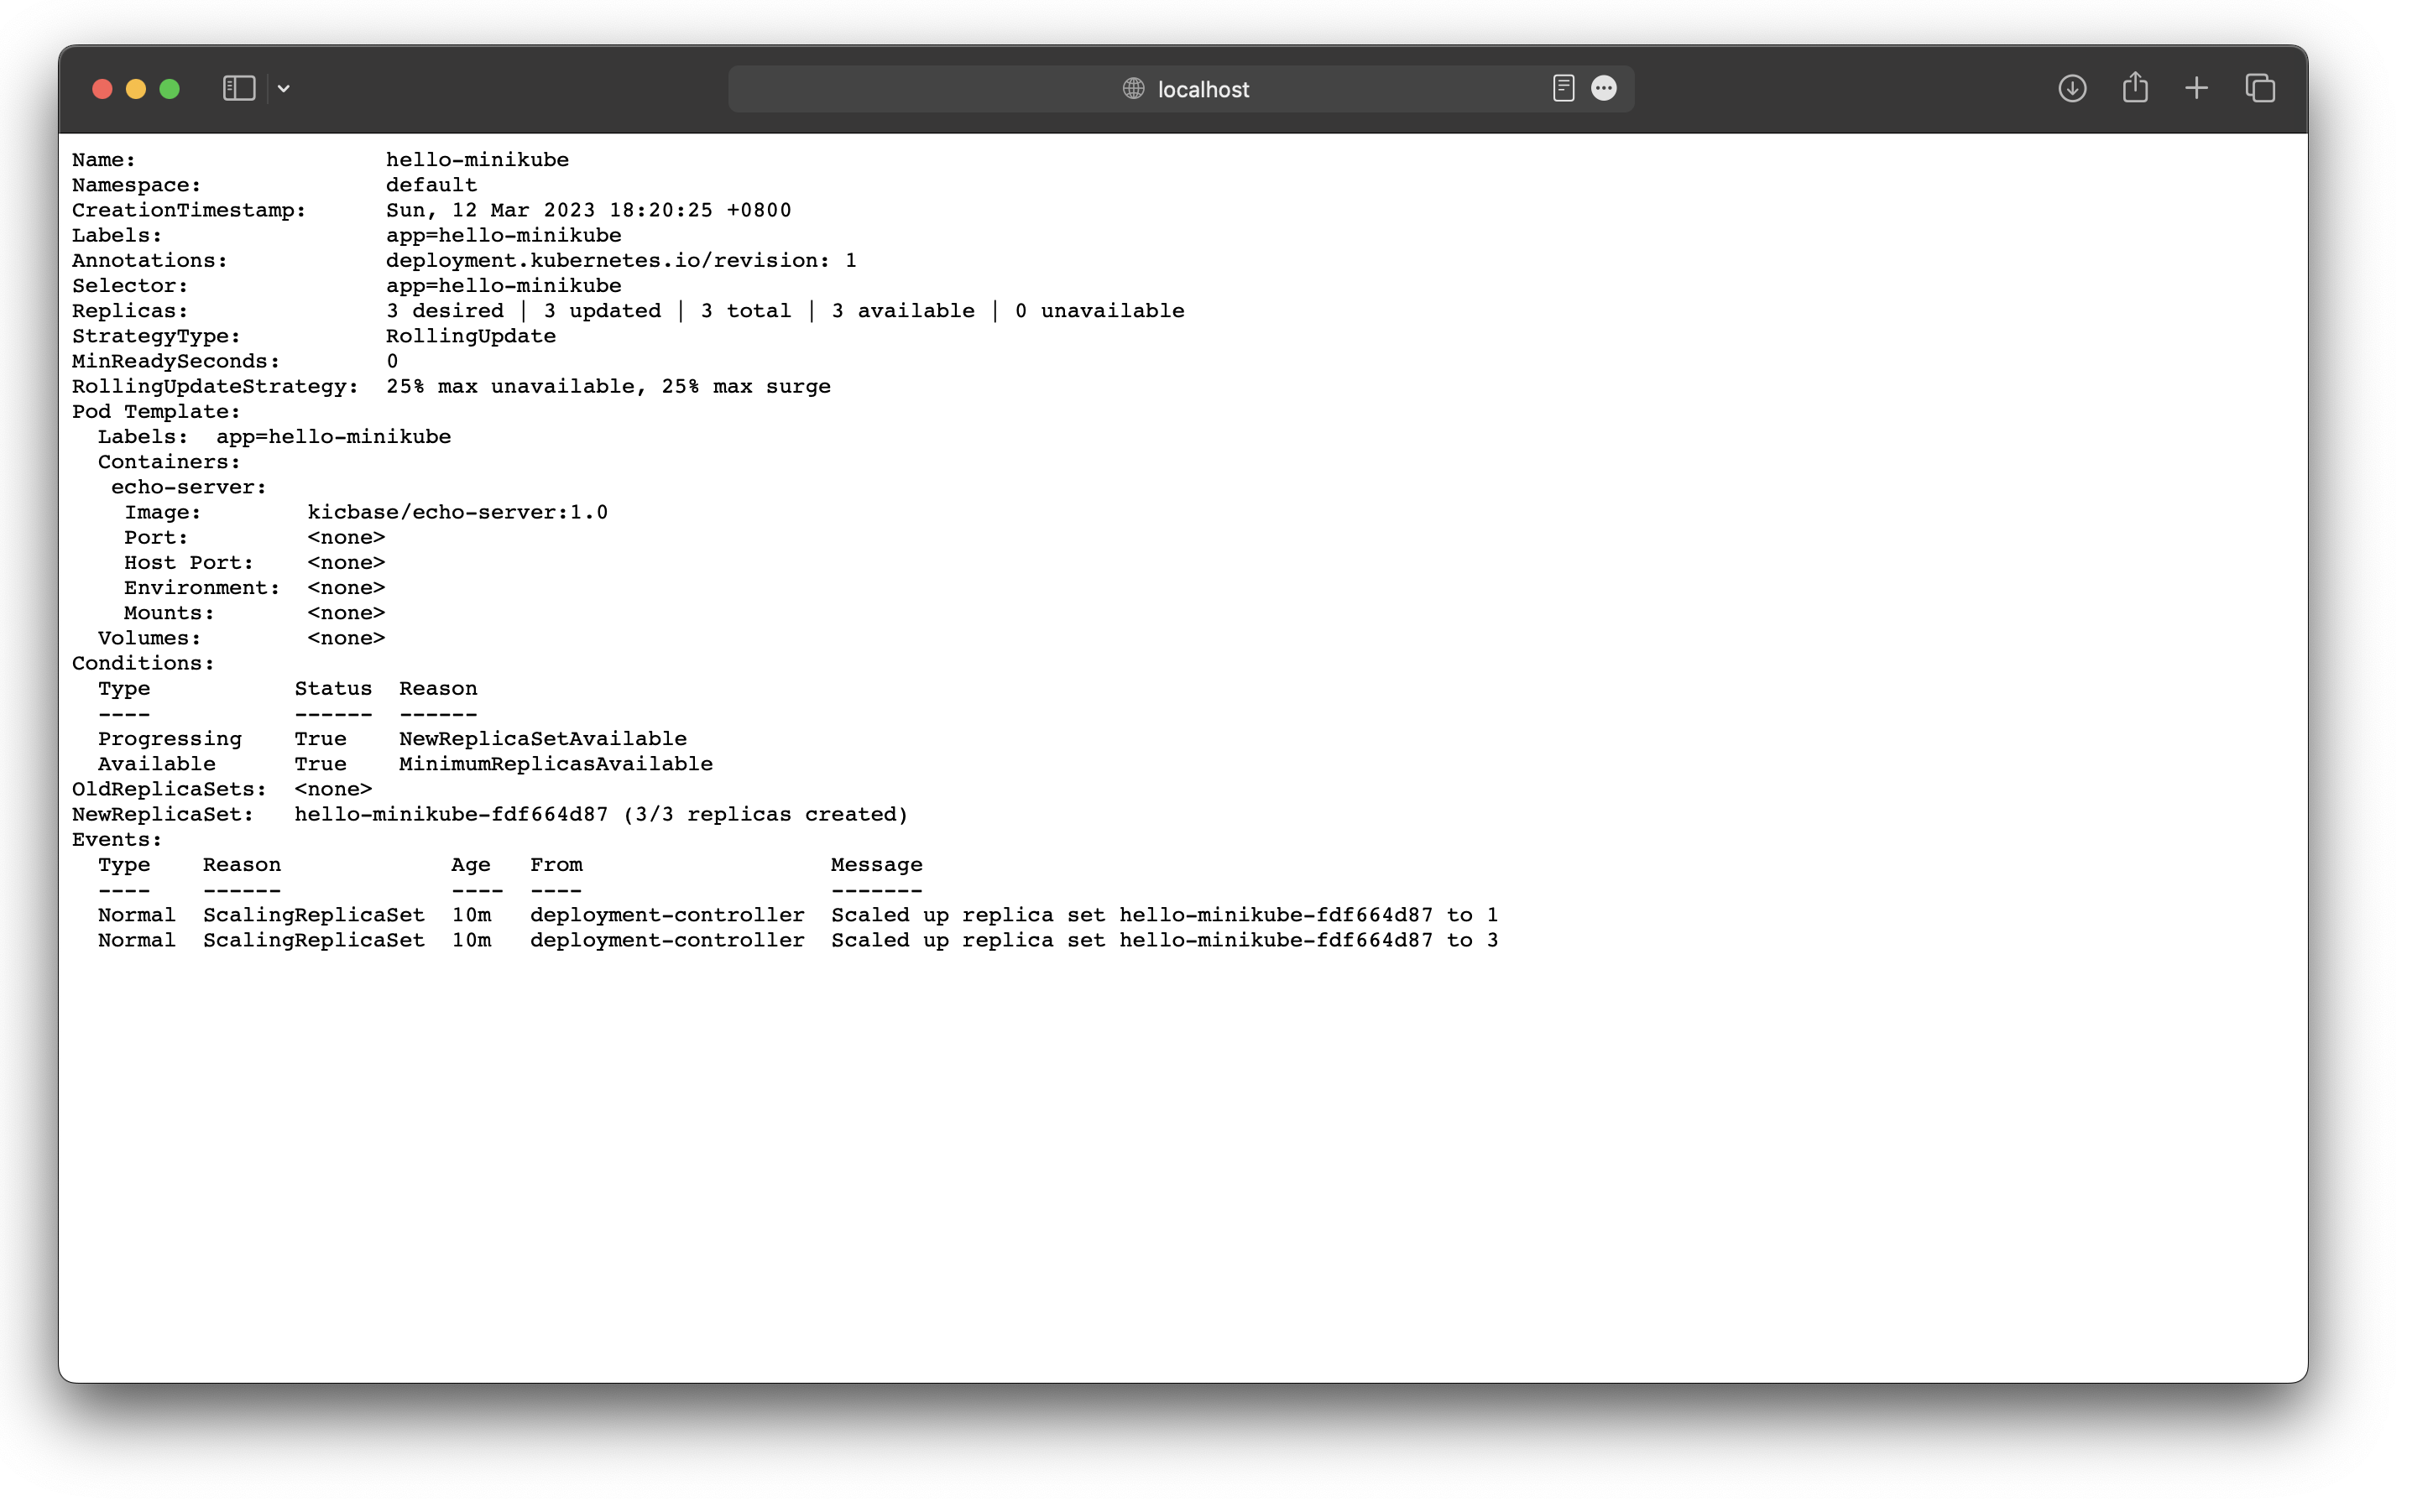 localhost
Name:                   hello-minikube
Namespace:              default
CreationTimestamp:      Sun, 12 Mar 2023 18:20:25 +0800
Labels:                 app=hello-minikube
Annotations:            deployment.kubernetes.io/revision: 1
Selector:               app=hello-minikube
Replicas:               3 desired | 3 updated | 3 total | 3 available | 0 unavailable
StrategyType:           RollingUpdate
MinReadySeconds:        0
RollingUpdateStrategy:  25% max unavailable, 25% max surge
Pod Template:
  Labels:  app=hello-minikube
  Containers:
   echo-server:
    Image:        kicbase/echo-server:1.0
    Port:         <none>
    Host Port:    <none>
    Environment:  <none>
    Mounts:       <none>
  Volumes:        <none>
Conditions:
  Type           Status  Reason
  ----           ------  ------
  Progressing    True    NewReplicaSetAvailable
  Available      True    MinimumReplicasAvailable
OldReplicaSets:  <none>
NewReplicaSet:   hello-minikube-fdf664d87 (3/3 replicas created)
Events:
  Type    Reason             Age   From                   Message
  ----    ------             ----  ----                   -------
  Normal  ScalingReplicaSet  10m   deployment-controller  Scaled up replica set hello-minikube-fdf664d87 to 1
  Normal  ScalingReplicaSet  10m   deployment-controller  Scaled up replica set hello-minikube-fdf664d87 to 3